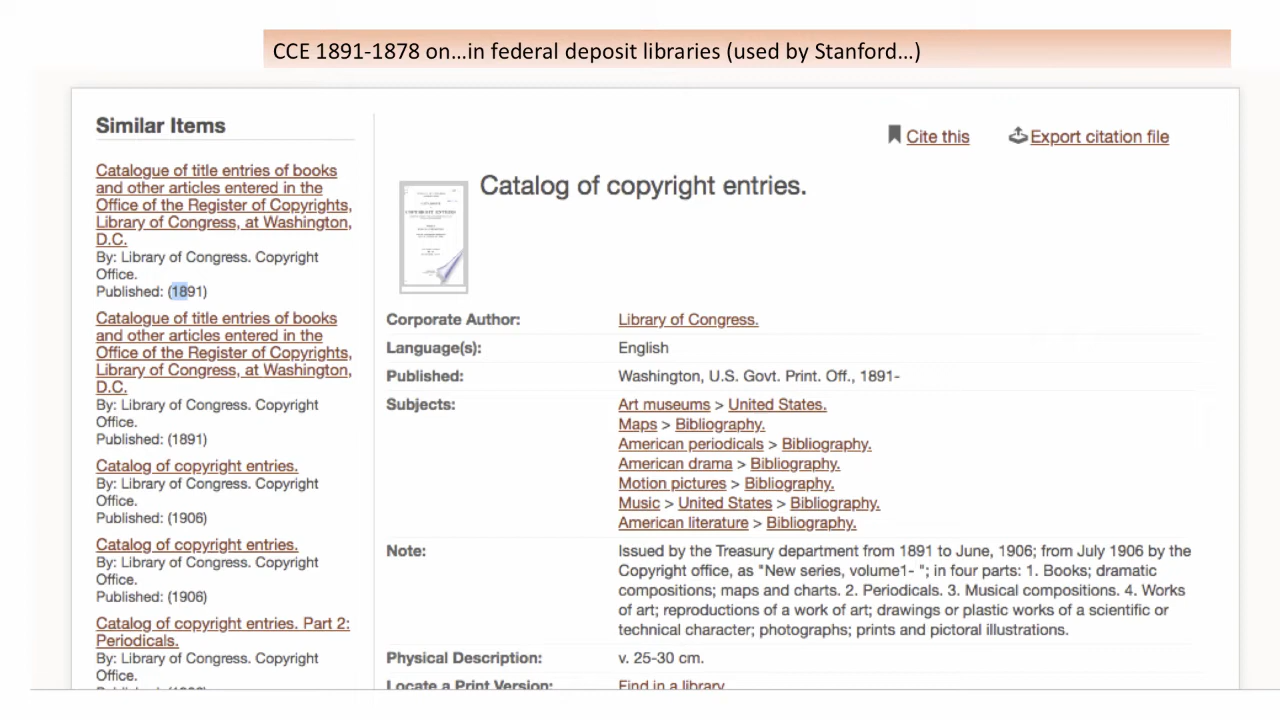 CCE 1891-1878 on...in federal deposit libraries (used by Stanford...)
Similar Items
Catalogue of title entries of books
and other articles entered in the
Office of the Register of Copyrights,
Library of Congress, at Washington,
D.C.
By: Library of Congress. Copyright
Office.
Published: (1891)
Catalogue of title entries of books
and other articles entered in the
Office of the Register of Copyrights,
Library of Congress, at Washington,
D.C.
By: Library of Congress. Copyright
Office.
Published: (1891)
Catalog of copyright entries.
By: Library of Congress. Copyright
Office.
Published: (1906)
Catalog of copyright entries.
By: Library of Congress. Copyright
Office.
Published: (1906)
Catalog of copyright entries. Part 2:
Periodicals.
By: Library of Congress. Copyright
Office.
Cite this
Export citation file
Catalog of copyright entries.
Corporate Author: Library of Congress.
Language(s): English
Published: Washington, U.S. Govt. Print. Off., 1891-
Subjects: Art museums > United States.
Maps > Bibliography.
American periodicals > Bibliography.
American drama > Bibliography.
Motion pictures > Bibliography.
Music > United States > Bibliography.
American literature > Bibliography.
Note: Issued by the Treasury department from 1891 to June, 1906; from July 1906 by the
Copyright office, as "New series, volume1- "; in four parts: 1. Books; dramatic
compositions; maps and charts. 2. Periodicals. 3. Musical compositions. 4. Works
of art; reproductions of a work of art; drawings or plastic works of a scientific or
technical character; photographs; prints and pictoral illustrations.
Physical Description: v. 25-30 cm.
Locate a Print Version: Find in a library